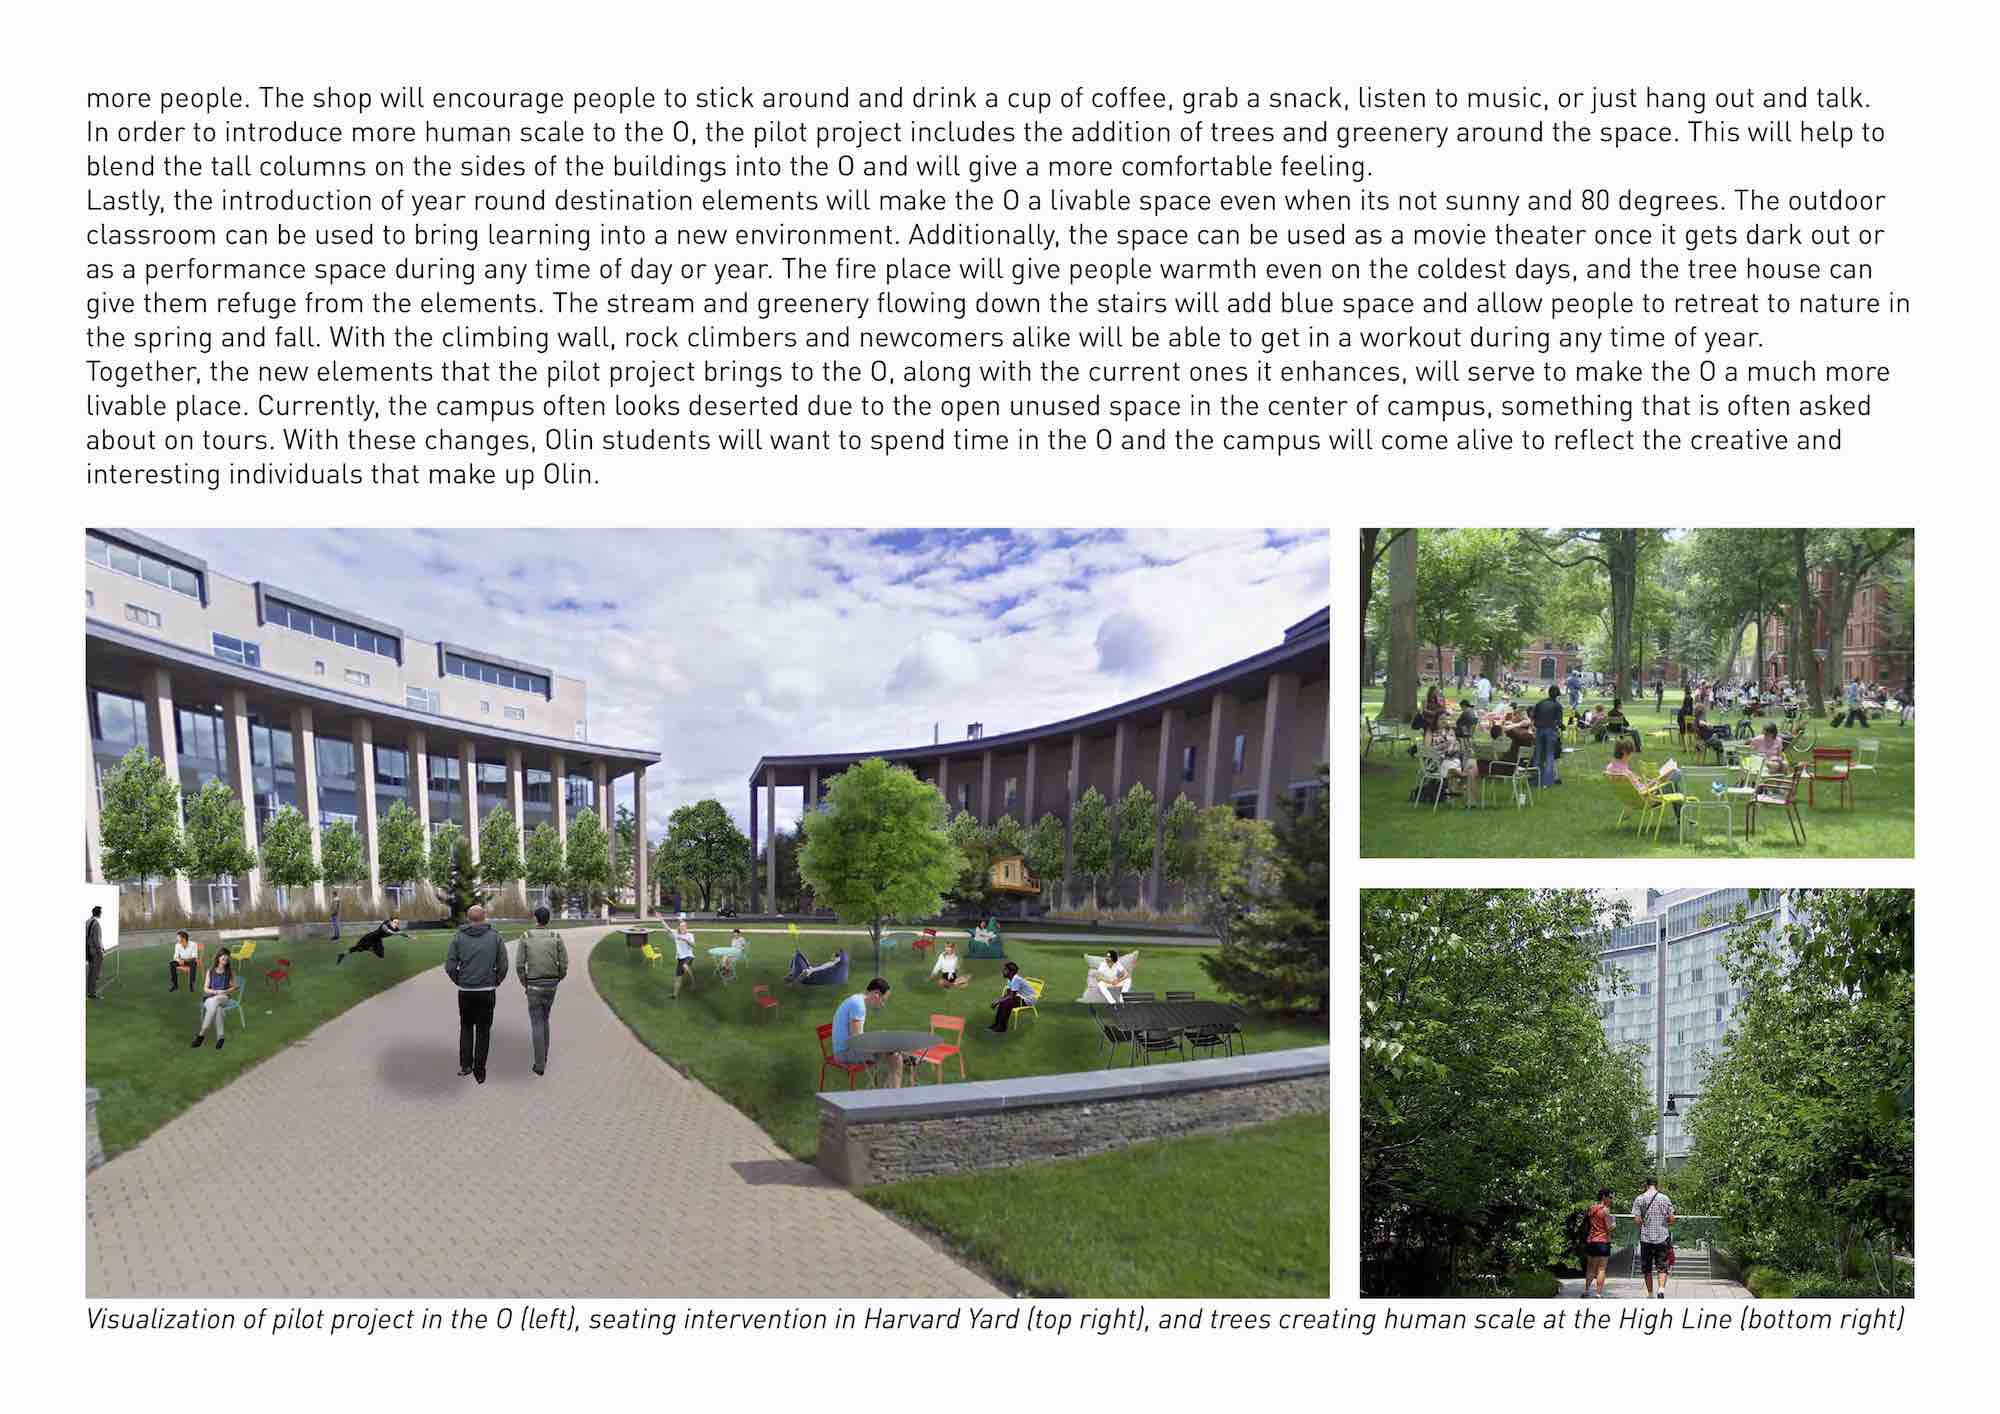 more people. The shop will encourage people to stick around and drink a cup of coffee, grab a snack, listen to music, or just hang out and talk.
In order to introduce more human scale to the O, the pilot project includes the addition of trees and greenery around the space. This will help to
blend the tall columns on the sides of the buildings into the O and will give a more comfortable feeling.
Lastly, the introduction of year round destination elements will make the O a livable space even when its not sunny and 80 degrees. The outdoor
classroom can be used to bring learning into a new environment. Additionally, the space can be used as a movie theater once it gets dark out or
as a performance space during any time of day or year. The fire place will give people warmth even on the coldest days, and the tree house can
give them refuge from the elements. The stream and greenery flowing down the stairs will add blue space and allow people to retreat to nature in
the spring and fall. With the climbing wall, rock climbers and newcomers alike will be able to get in a workout during any time of year.
Together, the new elements that the pilot project brings to the O, along with the current ones it enhances, will serve to make the O a much more
livable place. Currently, the campus often looks deserted due to the open unused space in the center of campus, something that is often asked
about on tours. With these changes, Olin students will want to spend time in the O and the campus will come alive to reflect the creative and
interesting individuals that make up Olin.
Visualization of pilot project in the O (left), seating intervention in Harvard Yard (top right), and trees creating human scale at the High Line (bottom right)